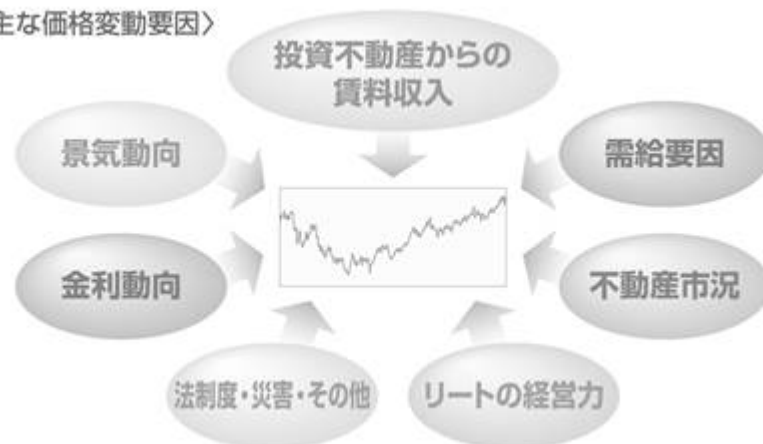 主な価格変動要因〉
投資不動産からの
賃料収入
景気動向
需給要因
金利動向
不動産市況
法制度・災害・その他
リートの経営力